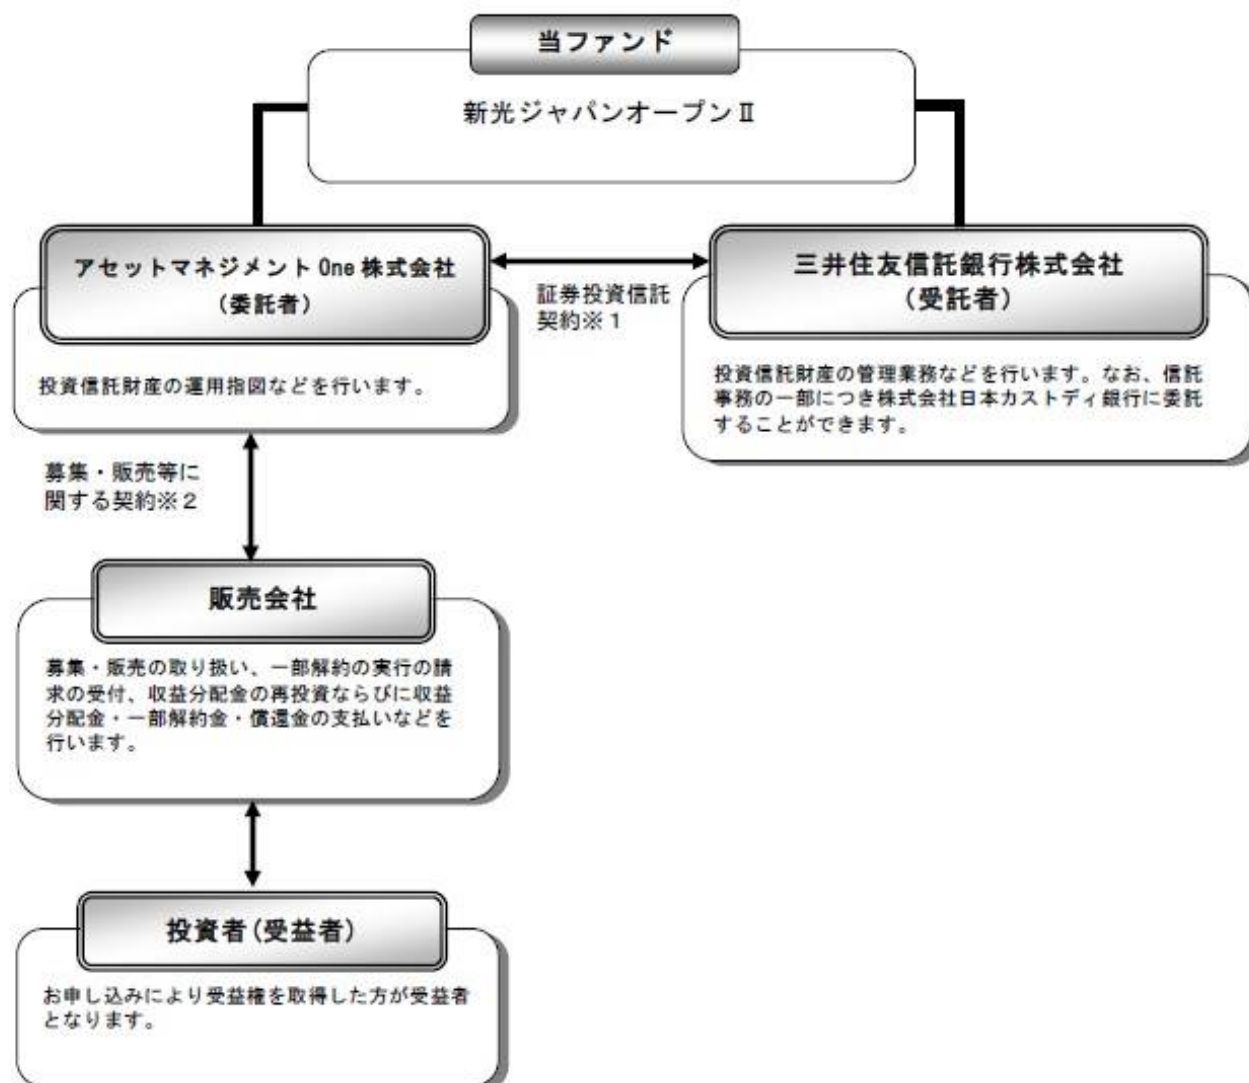 当ファンド
新光ジャパンオープンⅡ
アセットマネジメント One 株式会社
（委託者）
証券投資信託
契約※１
三井住友信託銀行株式会社
（受託者）
投資信託財産の運用指図などを行います。
投資信託財産の管理業務などを行います。なお、信託
事務の一部につき株式会社日本カストディ銀行に委託
することができます。
募集・販売等に
関する契約※２
販売会社
募集・販売の取り扱い、一部解約の実行の請
求の受付、収益分配金の再投資ならびに収益
分配金・一部解約金・償還金の支払いなどを
行います。
投資者(受益者)
お申し込みにより受益権を取得した方が受益者
となります。